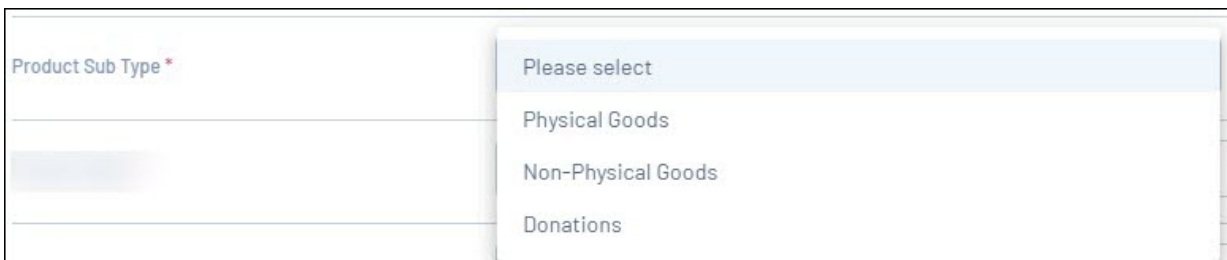 Product Sub Type *
Please select
Physical Goods
Non-Physical Goods
Donations